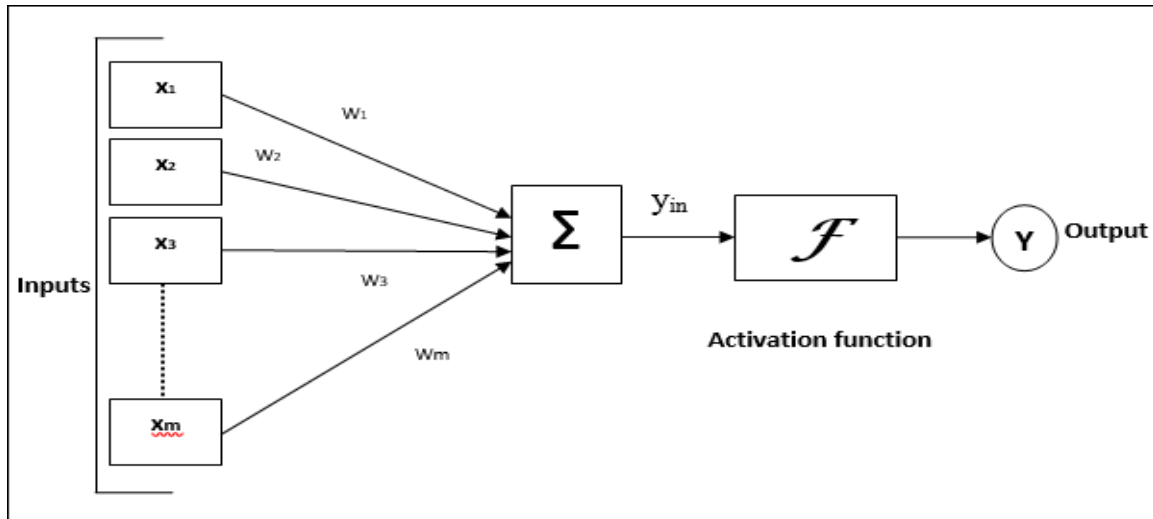 x₁
W₁
x₂
W₂
x₃
Inputs
W₃
Wm
xm
Σ
yin
ℱ
Y
Output
Activation function